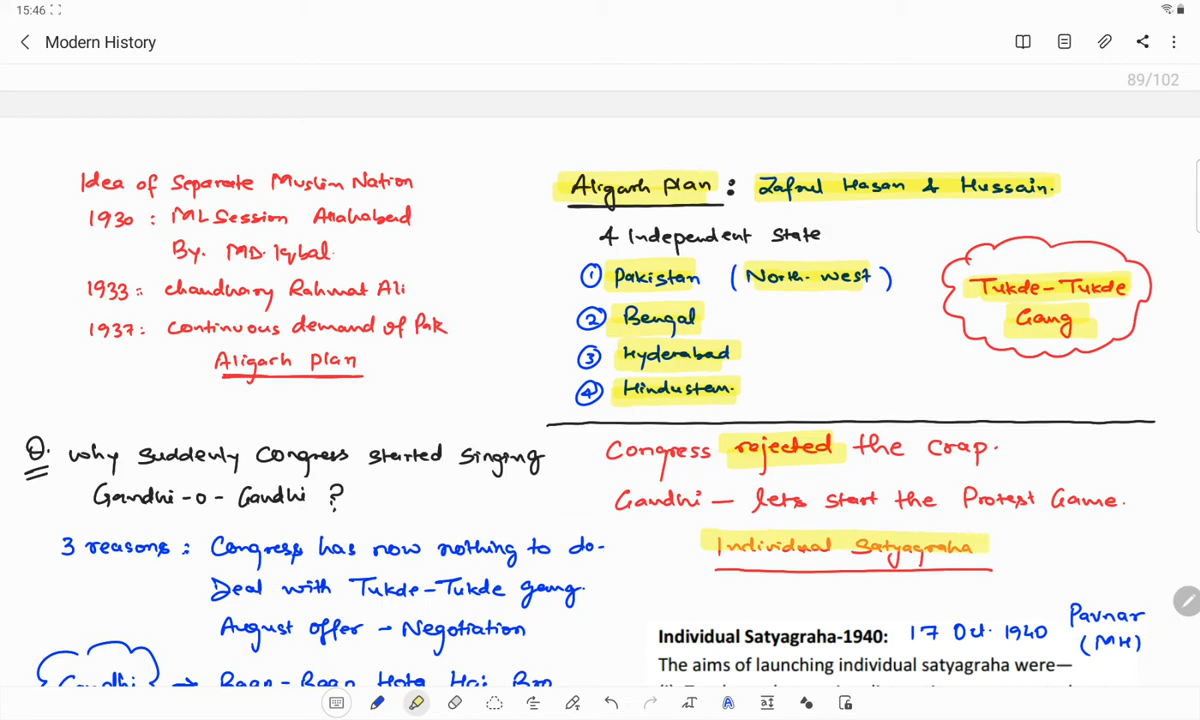 15:46
Modern History
89/102
Idea of Separate Muslim Nation
1930 : ML Session Allahabad
By. MD. Iqbal
1933 : chaudhary Rahmat Ali
1937 : Continuous demand of Pak
Aligarh plan
Q. Why suddenly Congress started singing
Gandhi-o-Gandhi ?
3 reasons : Congress has now nothing to do-
Deal with Tukde-Tukde gang.
August offer - Negotiation
Gandhi → Baap-Baap Hota Hai
Aligarh plan : Zafrul Hasan & Hussain.
4 Independent State
① Pakistan (North-west)
② Bengal
③ Hyderabad
④ Hindustan.
Tukde-Tukde
Gang
Congress rejected the crap.
Gandhi — lets start the Protest Game.
Individual Satyagraha
Individual Satyagraha-1940: 17 Oct. 1940 Pavnar
(MH)
The aims of launching individual satyagraha were—